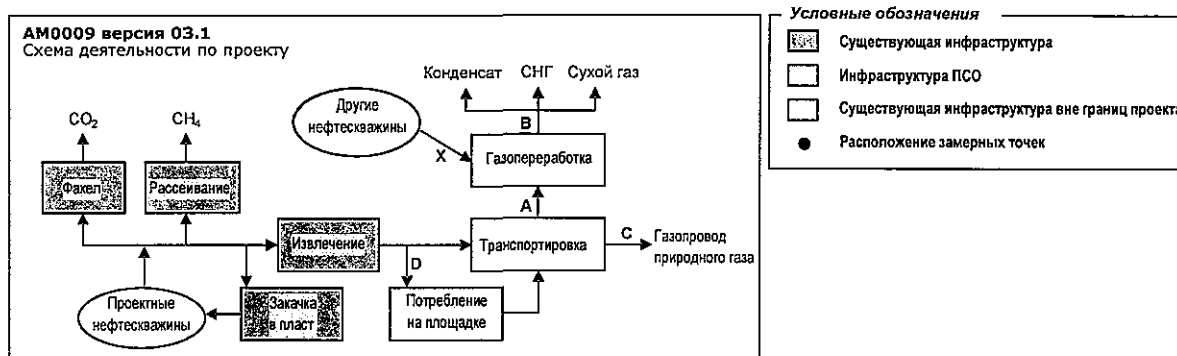 АМ0009 версия 03.1
Схема деятельности по проекту
Конденсат
СНГ
Сухой газ
Другие
нефтескважины
CO2
CH4
B
X
Газопереработка
Фахел
Рассеивание
A
Извлечение
Транспортировка
C
Газопровод
природного газа
D
Проектные
нефтескважины
Закачка
в пласт
Потребление
на площадке
Условные обозначения
Существующая инфраструктура
Инфраструктура ПСО
Существующая инфраструктура вне границ проекта
Расположение замерных точек